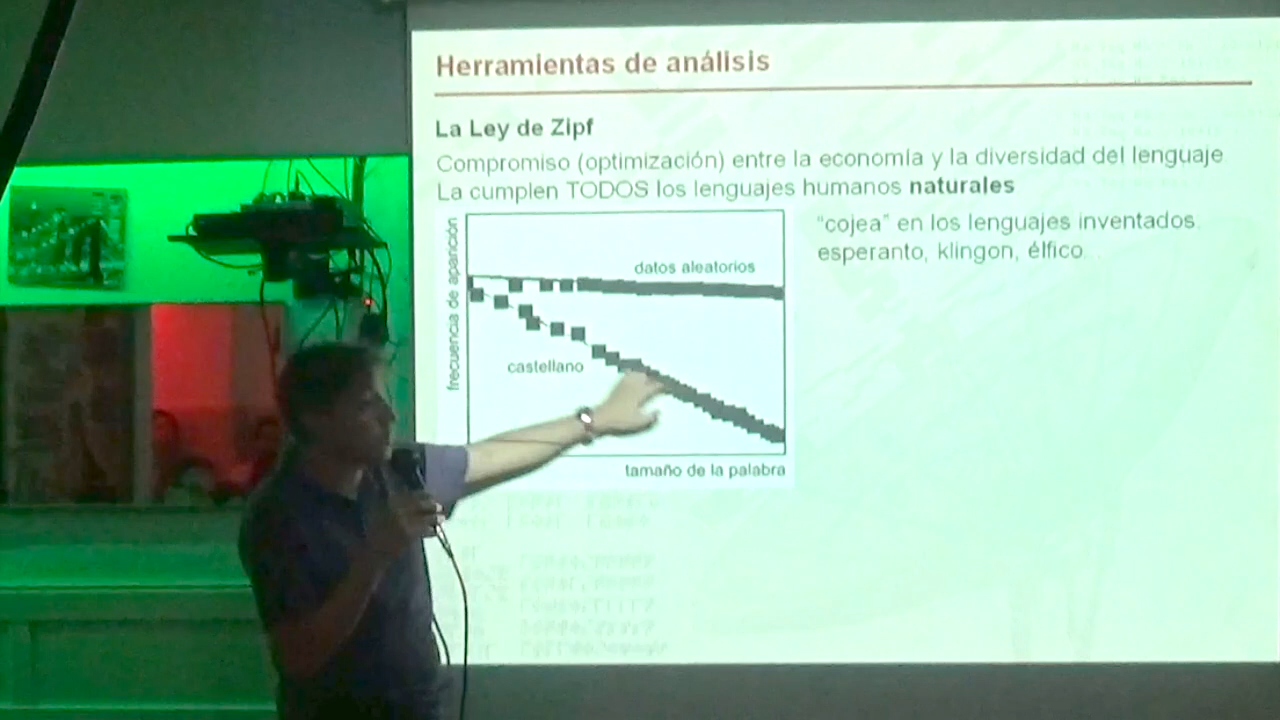 Herramientas de análisis
La Ley de Zipf
Compromiso (optimización) entre la economía y la diversidad del lenguaje
La cumplen TODOS los lenguajes humanos naturales
"cojea" en los lenguajes inventados
esperanto, klingon, élfico...
frecuencia de aparición
datos aleatorios
castellano
tamaño de la palabra